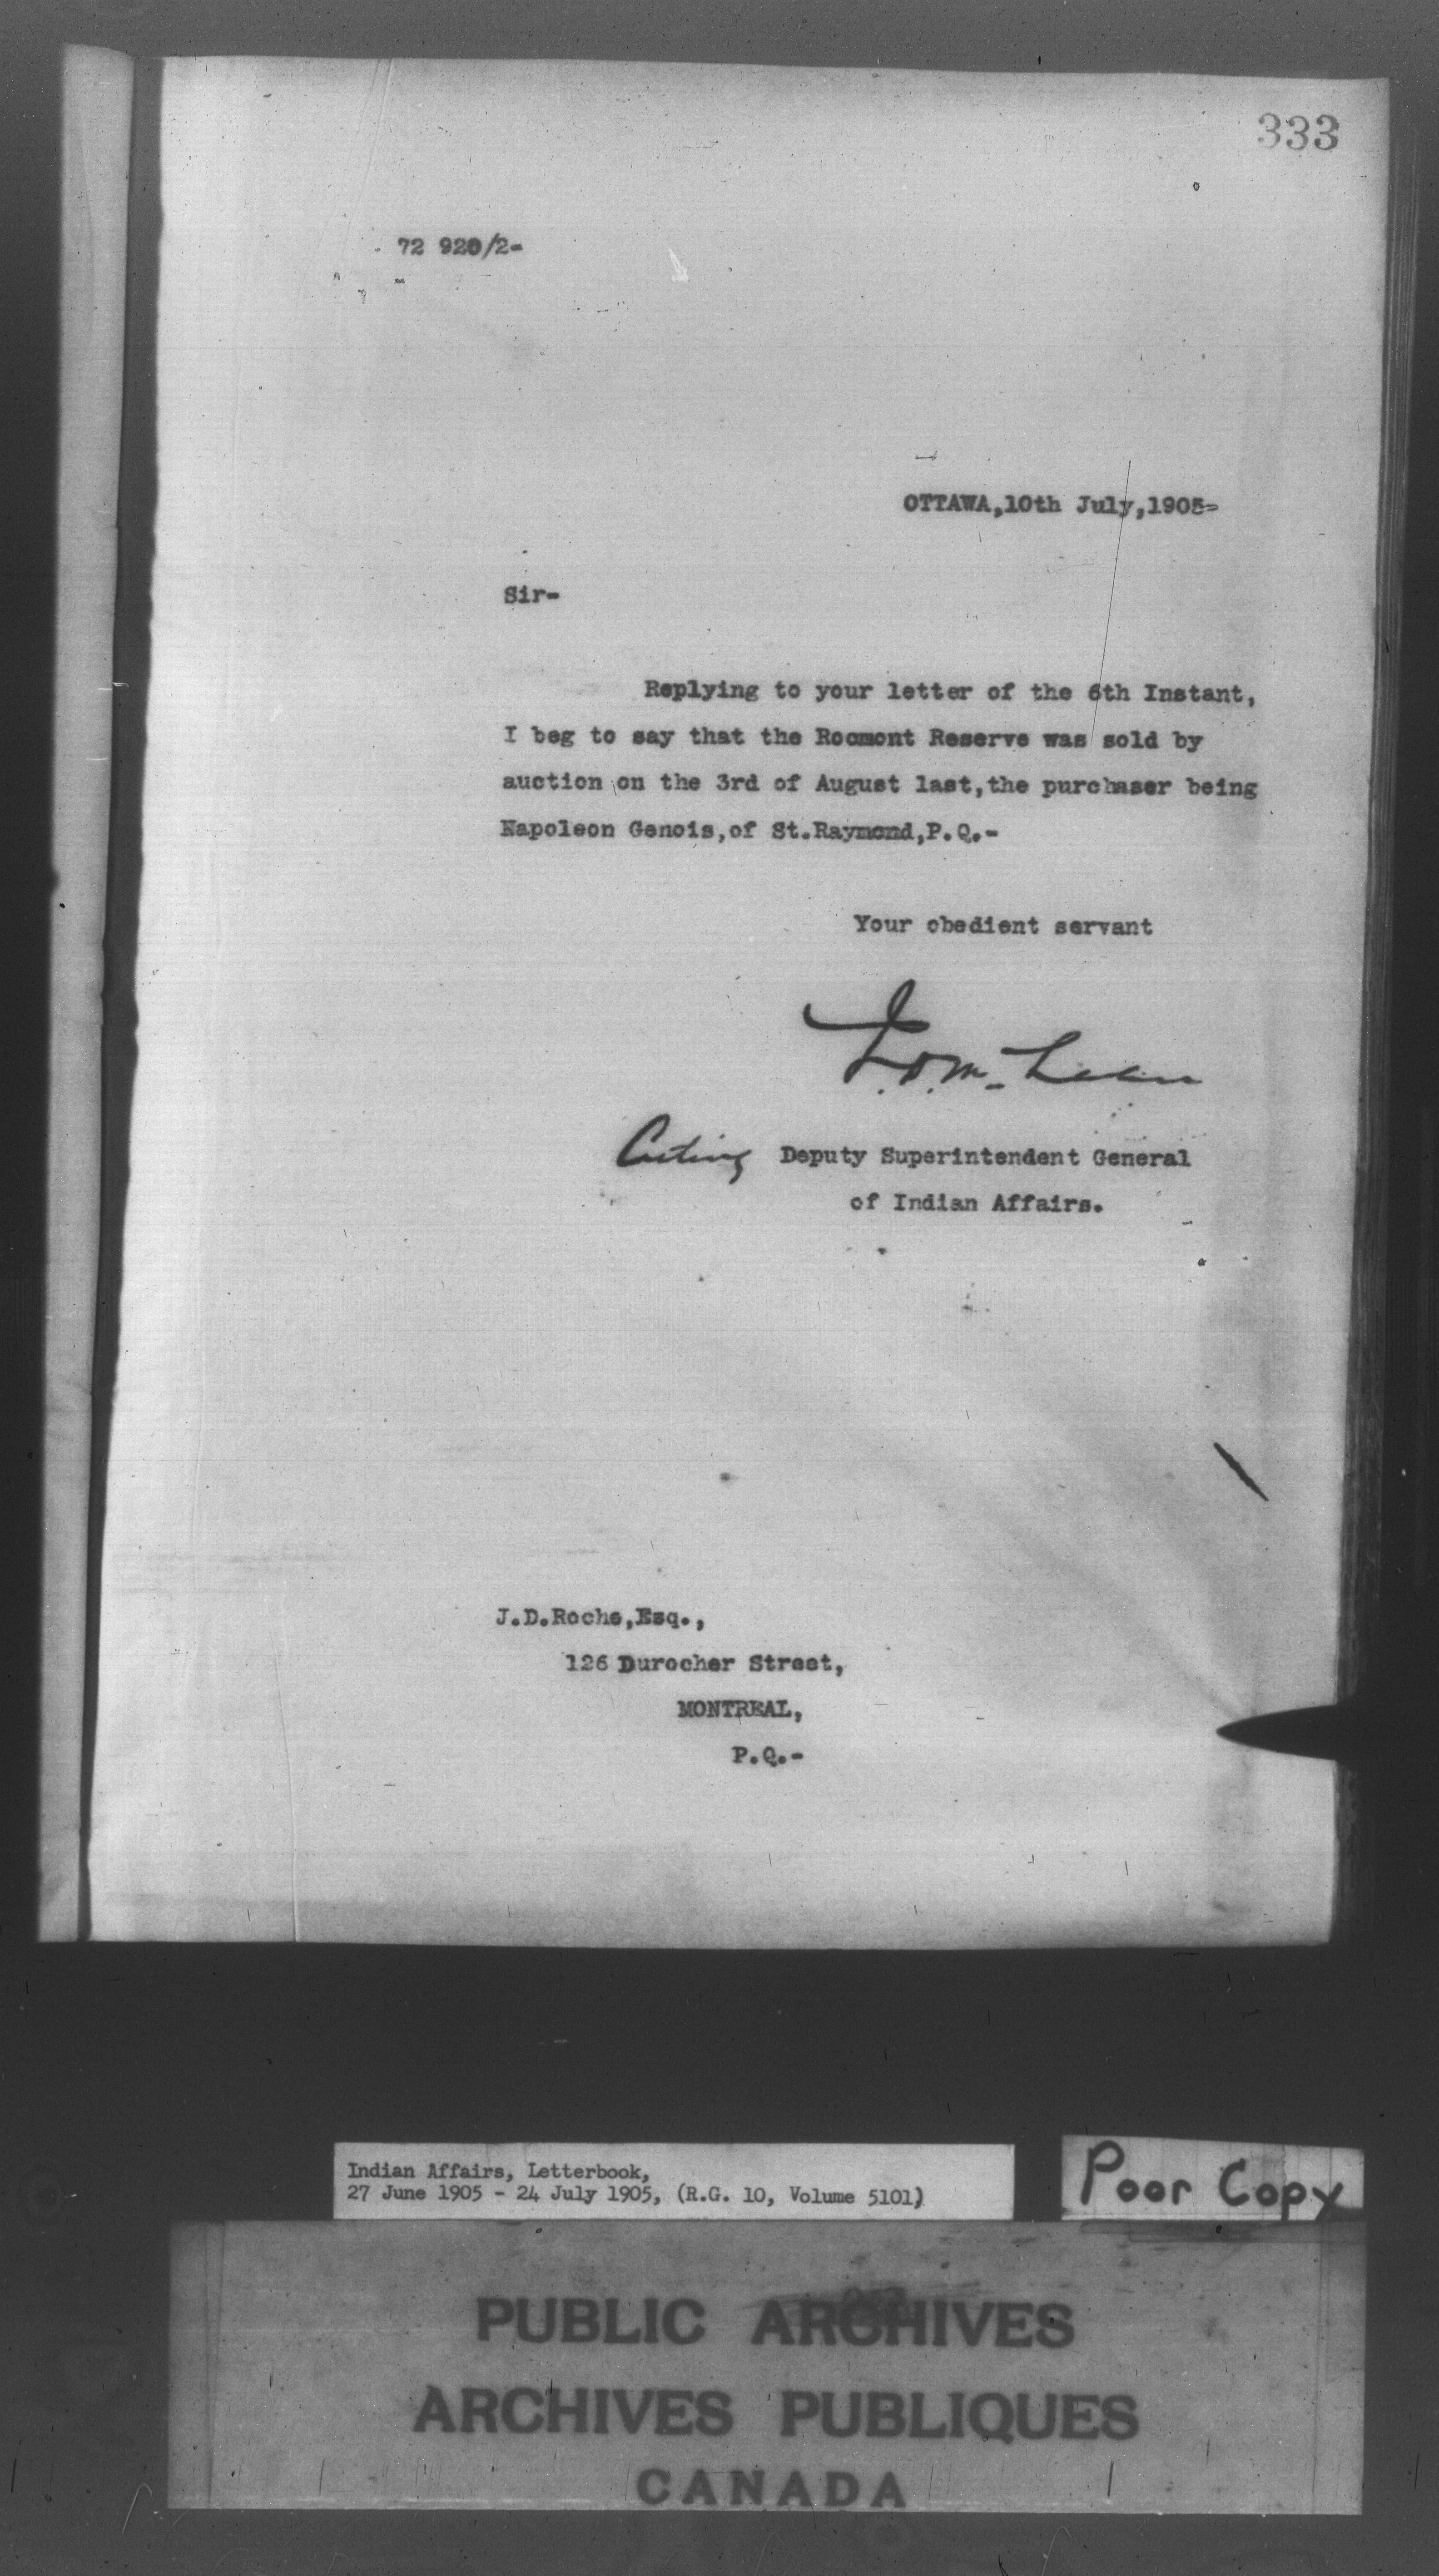 333
72 920/2-
OTTAWA,10th July,1905-
Sir-
Replying to your letter of the 6th Instant,
I beg to say that the Rocmont Reserve was sold by
auction on the 3rd of August last,the purchaser being
Napoleon Genois,of St.Raymond,P.Q.-
Your obedient servant
J.D.McLean
Acting Deputy Superintendent General
of Indian Affairs.
J.D.Roche,Esq.,
126 Durocher Street,
MONTREAL,
P.Q.-
Indian Affairs, Letterbook,
27 June 1905 - 24 July 1905, (R.G. 10, Volume 5101)
Poor Copy
PUBLIC ARCHIVES
ARCHIVES PUBLIQUES
CANADA